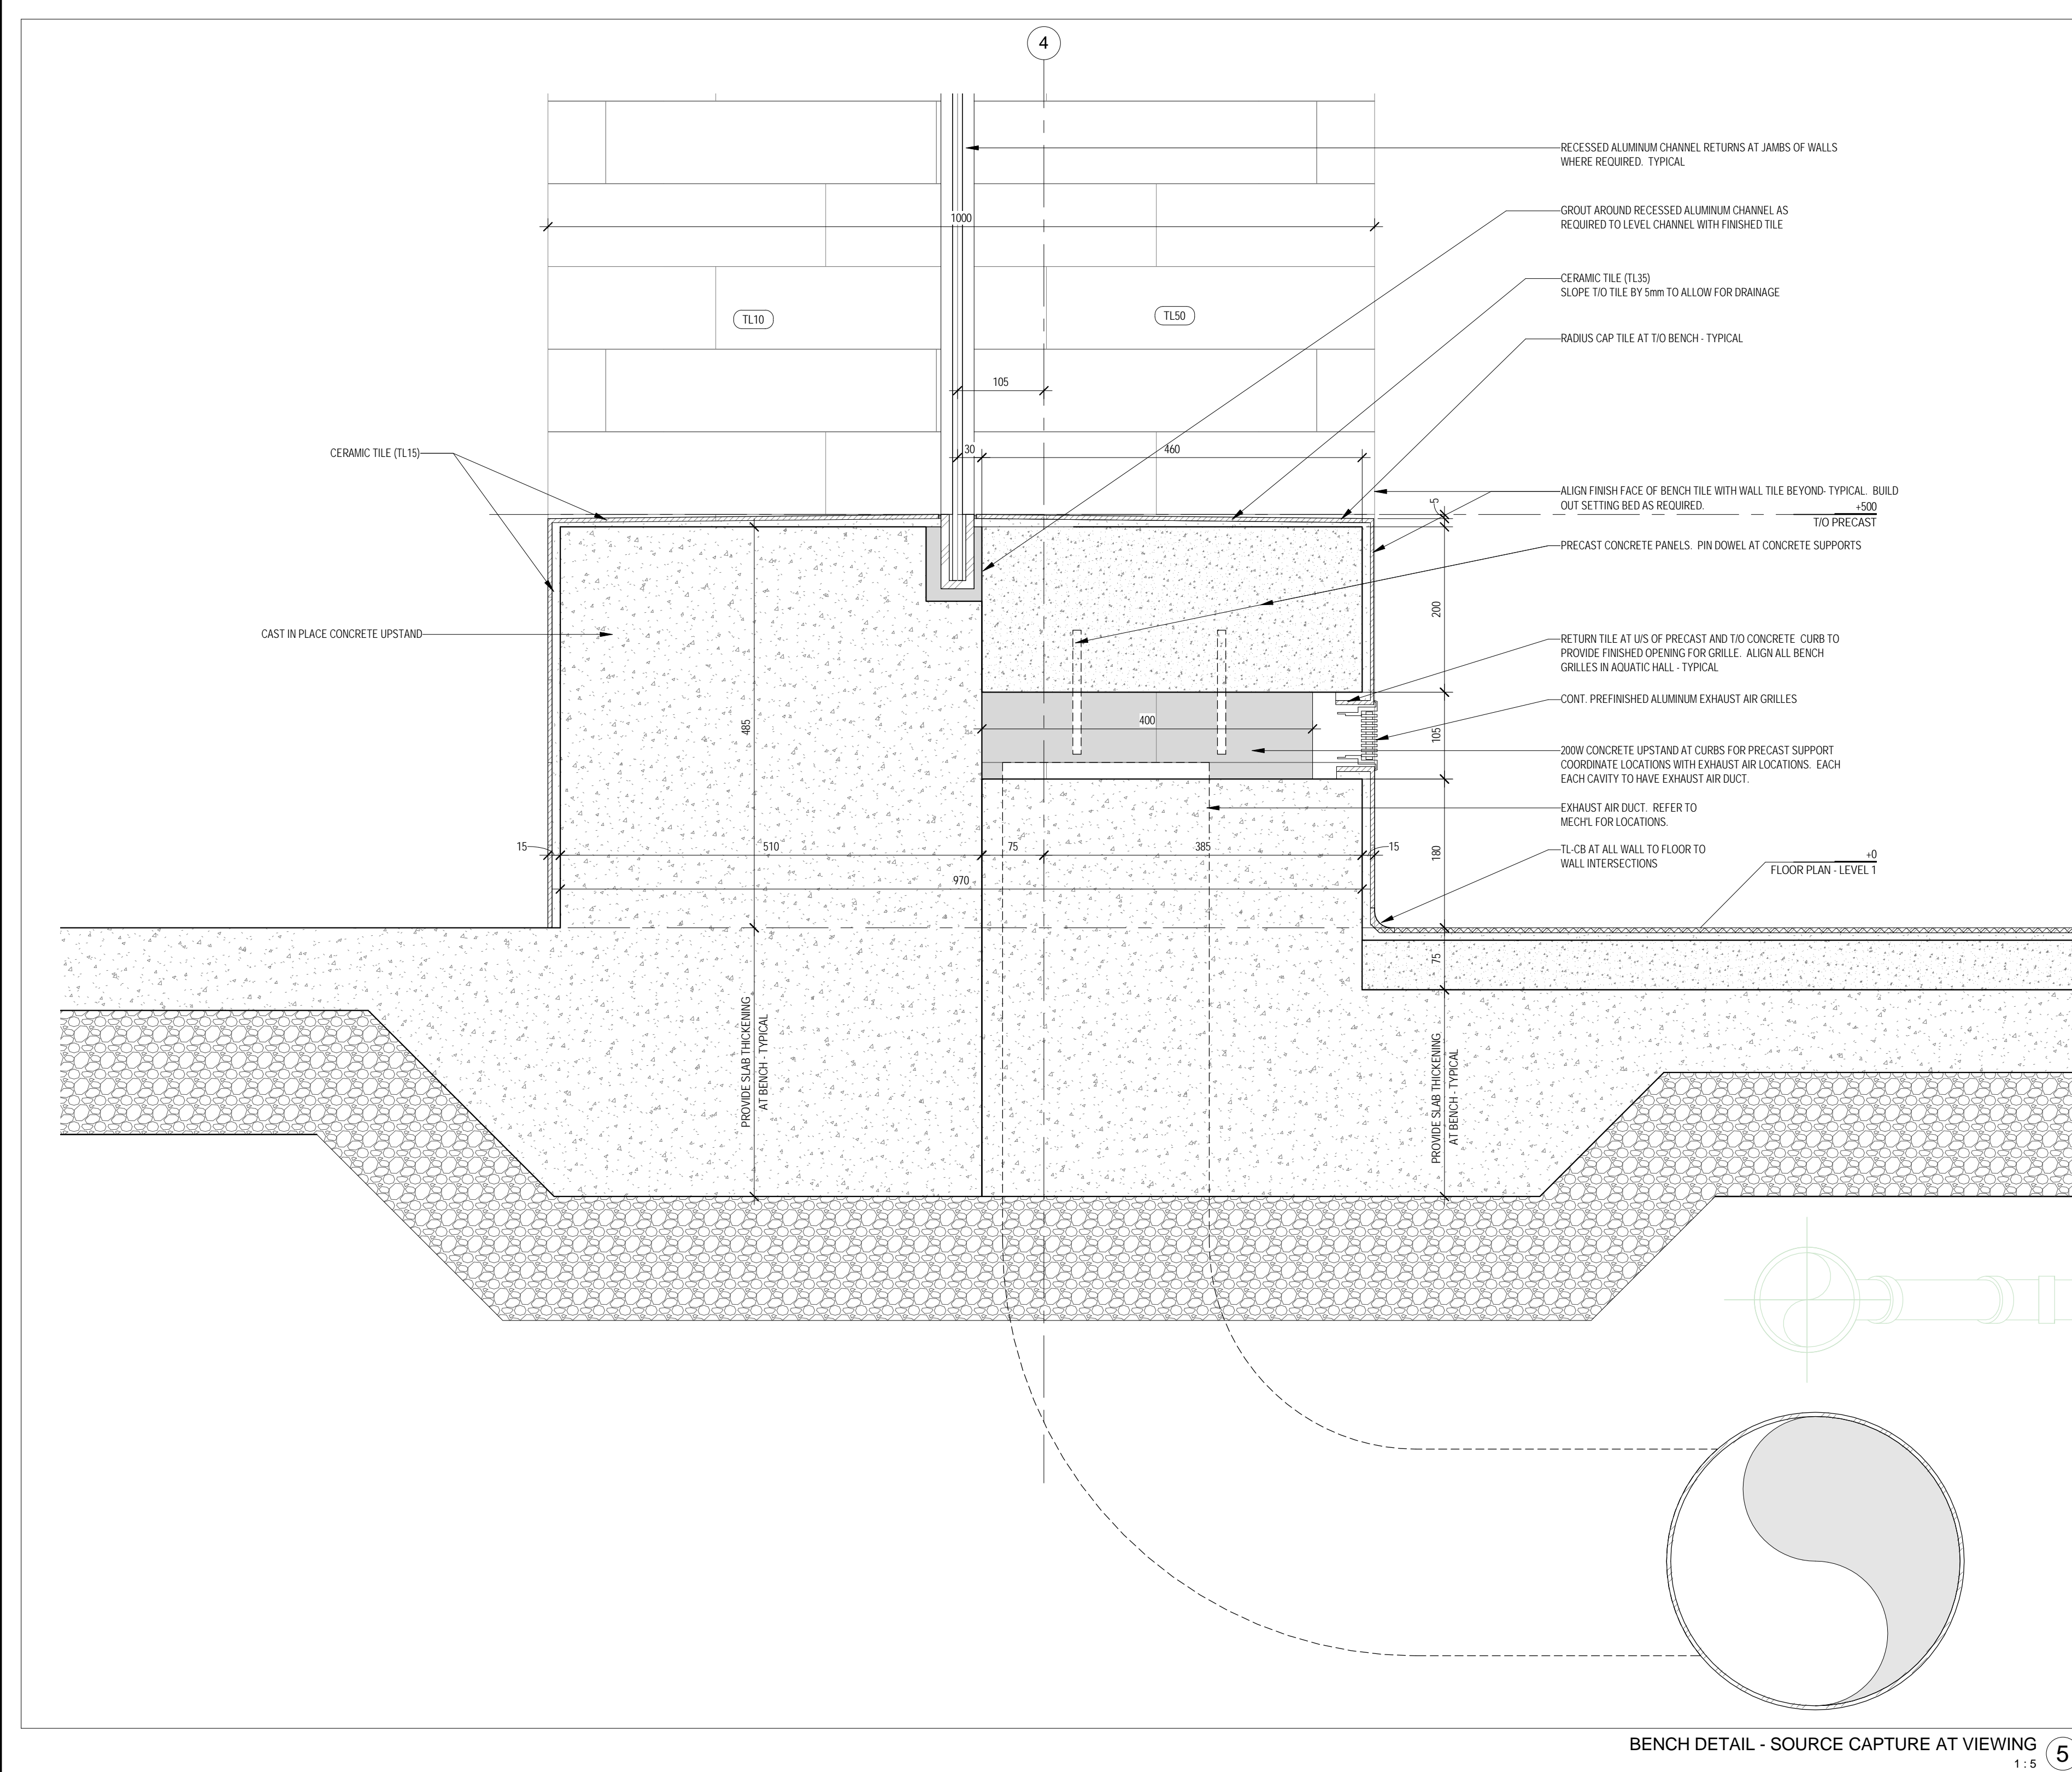 4
RECESSED ALUMINUM CHANNEL RETURNS AT JAMBS OF WALLS
WHERE REQUIRED. TYPICAL
GROUT AROUND RECESSED ALUMINUM CHANNEL AS
REQUIRED TO LEVEL CHANNEL WITH FINISHED TILE
1000
CERAMIC TILE (TL35)
SLOPE T/O TILE BY 5mm TO ALLOW FOR DRAINAGE
TL10
TL50
RADIUS CAP TILE AT T/O BENCH - TYPICAL
105
30
460
CERAMIC TILE (TL15)
ALIGN FINISH FACE OF BENCH TILE WITH WALL TILE BEYOND- TYPICAL. BUILD
OUT SETTING BED AS REQUIRED.
5
+500
T/O PRECAST
PRECAST CONCRETE PANELS. PIN DOWEL AT CONCRETE SUPPORTS
200
CAST IN PLACE CONCRETE UPSTAND
RETURN TILE AT U/S OF PRECAST AND T/O CONCRETE CURB TO
PROVIDE FINISHED OPENING FOR GRILLE. ALIGN ALL BENCH
GRILLES IN AQUATIC HALL - TYPICAL
CONT. PREFINISHED ALUMINUM EXHAUST AIR GRILLES
485
400
105
200W CONCRETE UPSTAND AT CURBS FOR PRECAST SUPPORT
COORDINATE LOCATIONS WITH EXHAUST AIR LOCATIONS. EACH
EACH CAVITY TO HAVE EXHAUST AIR DUCT.
EXHAUST AIR DUCT. REFER TO
MECH'L FOR LOCATIONS.
15
510
75
385
15
180
TL-CB AT ALL WALL TO FLOOR TO
WALL INTERSECTIONS
+0
FLOOR PLAN - LEVEL 1
970
75
PROVIDE SLAB THICKENING
AT BENCH - TYPICAL
PROVIDE SLAB THICKENING
AT BENCH - TYPICAL
BENCH DETAIL - SOURCE CAPTURE AT VIEWING
1 : 5
5